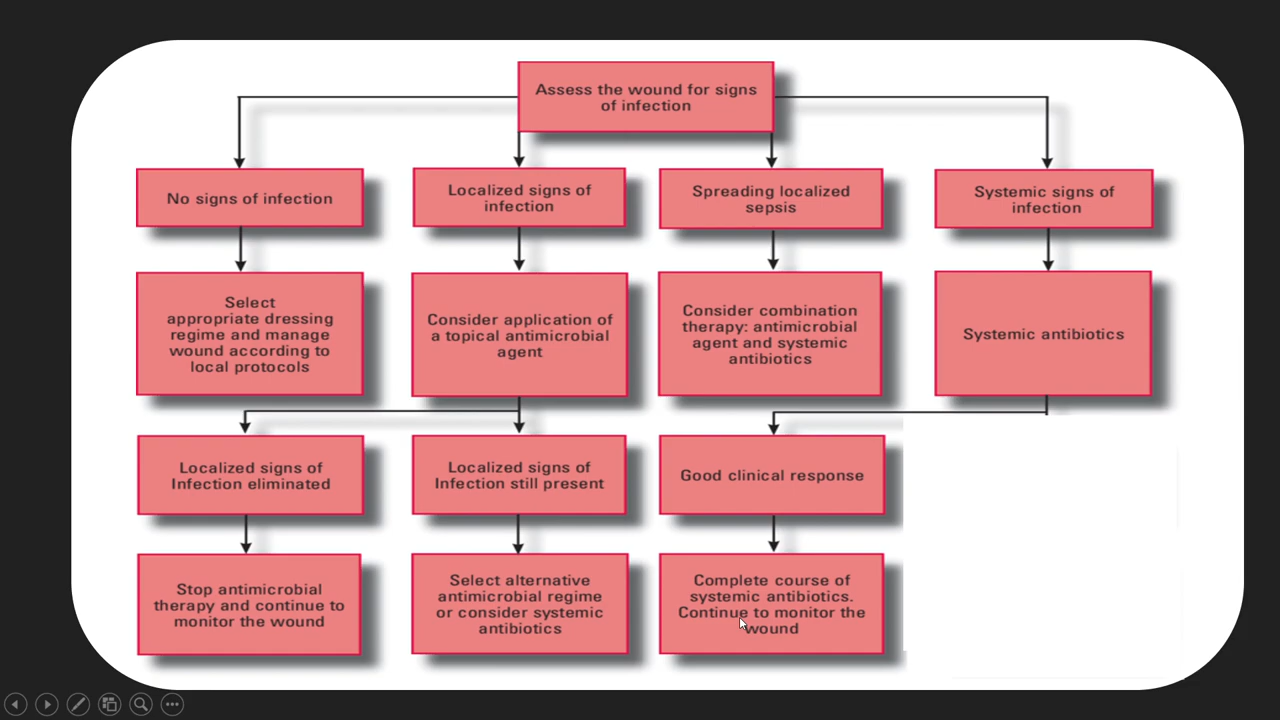 Assess the wound for signs
of infection
No signs of infection
Localized signs of
infection
Spreading localized
sepsis
Systemic signs of
infection
Select
appropriate dressing
regime and manage
wound according to
local protocols
Consider application of
a topical antimicrobial
agent
Consider combination
therapy: antimicrobial
agent and systemic
antibiotics
Systemic antibiotics
Localized signs of
Infection eliminated
Localized signs of
Infection still present
Good clinical response
Stop antimicrobial
therapy and continue to
monitor the wound
Select alternative
antimicrobial regime
or consider systemic
antibiotics
Complete course of
systemic antibiotics.
Continue to monitor the
wound